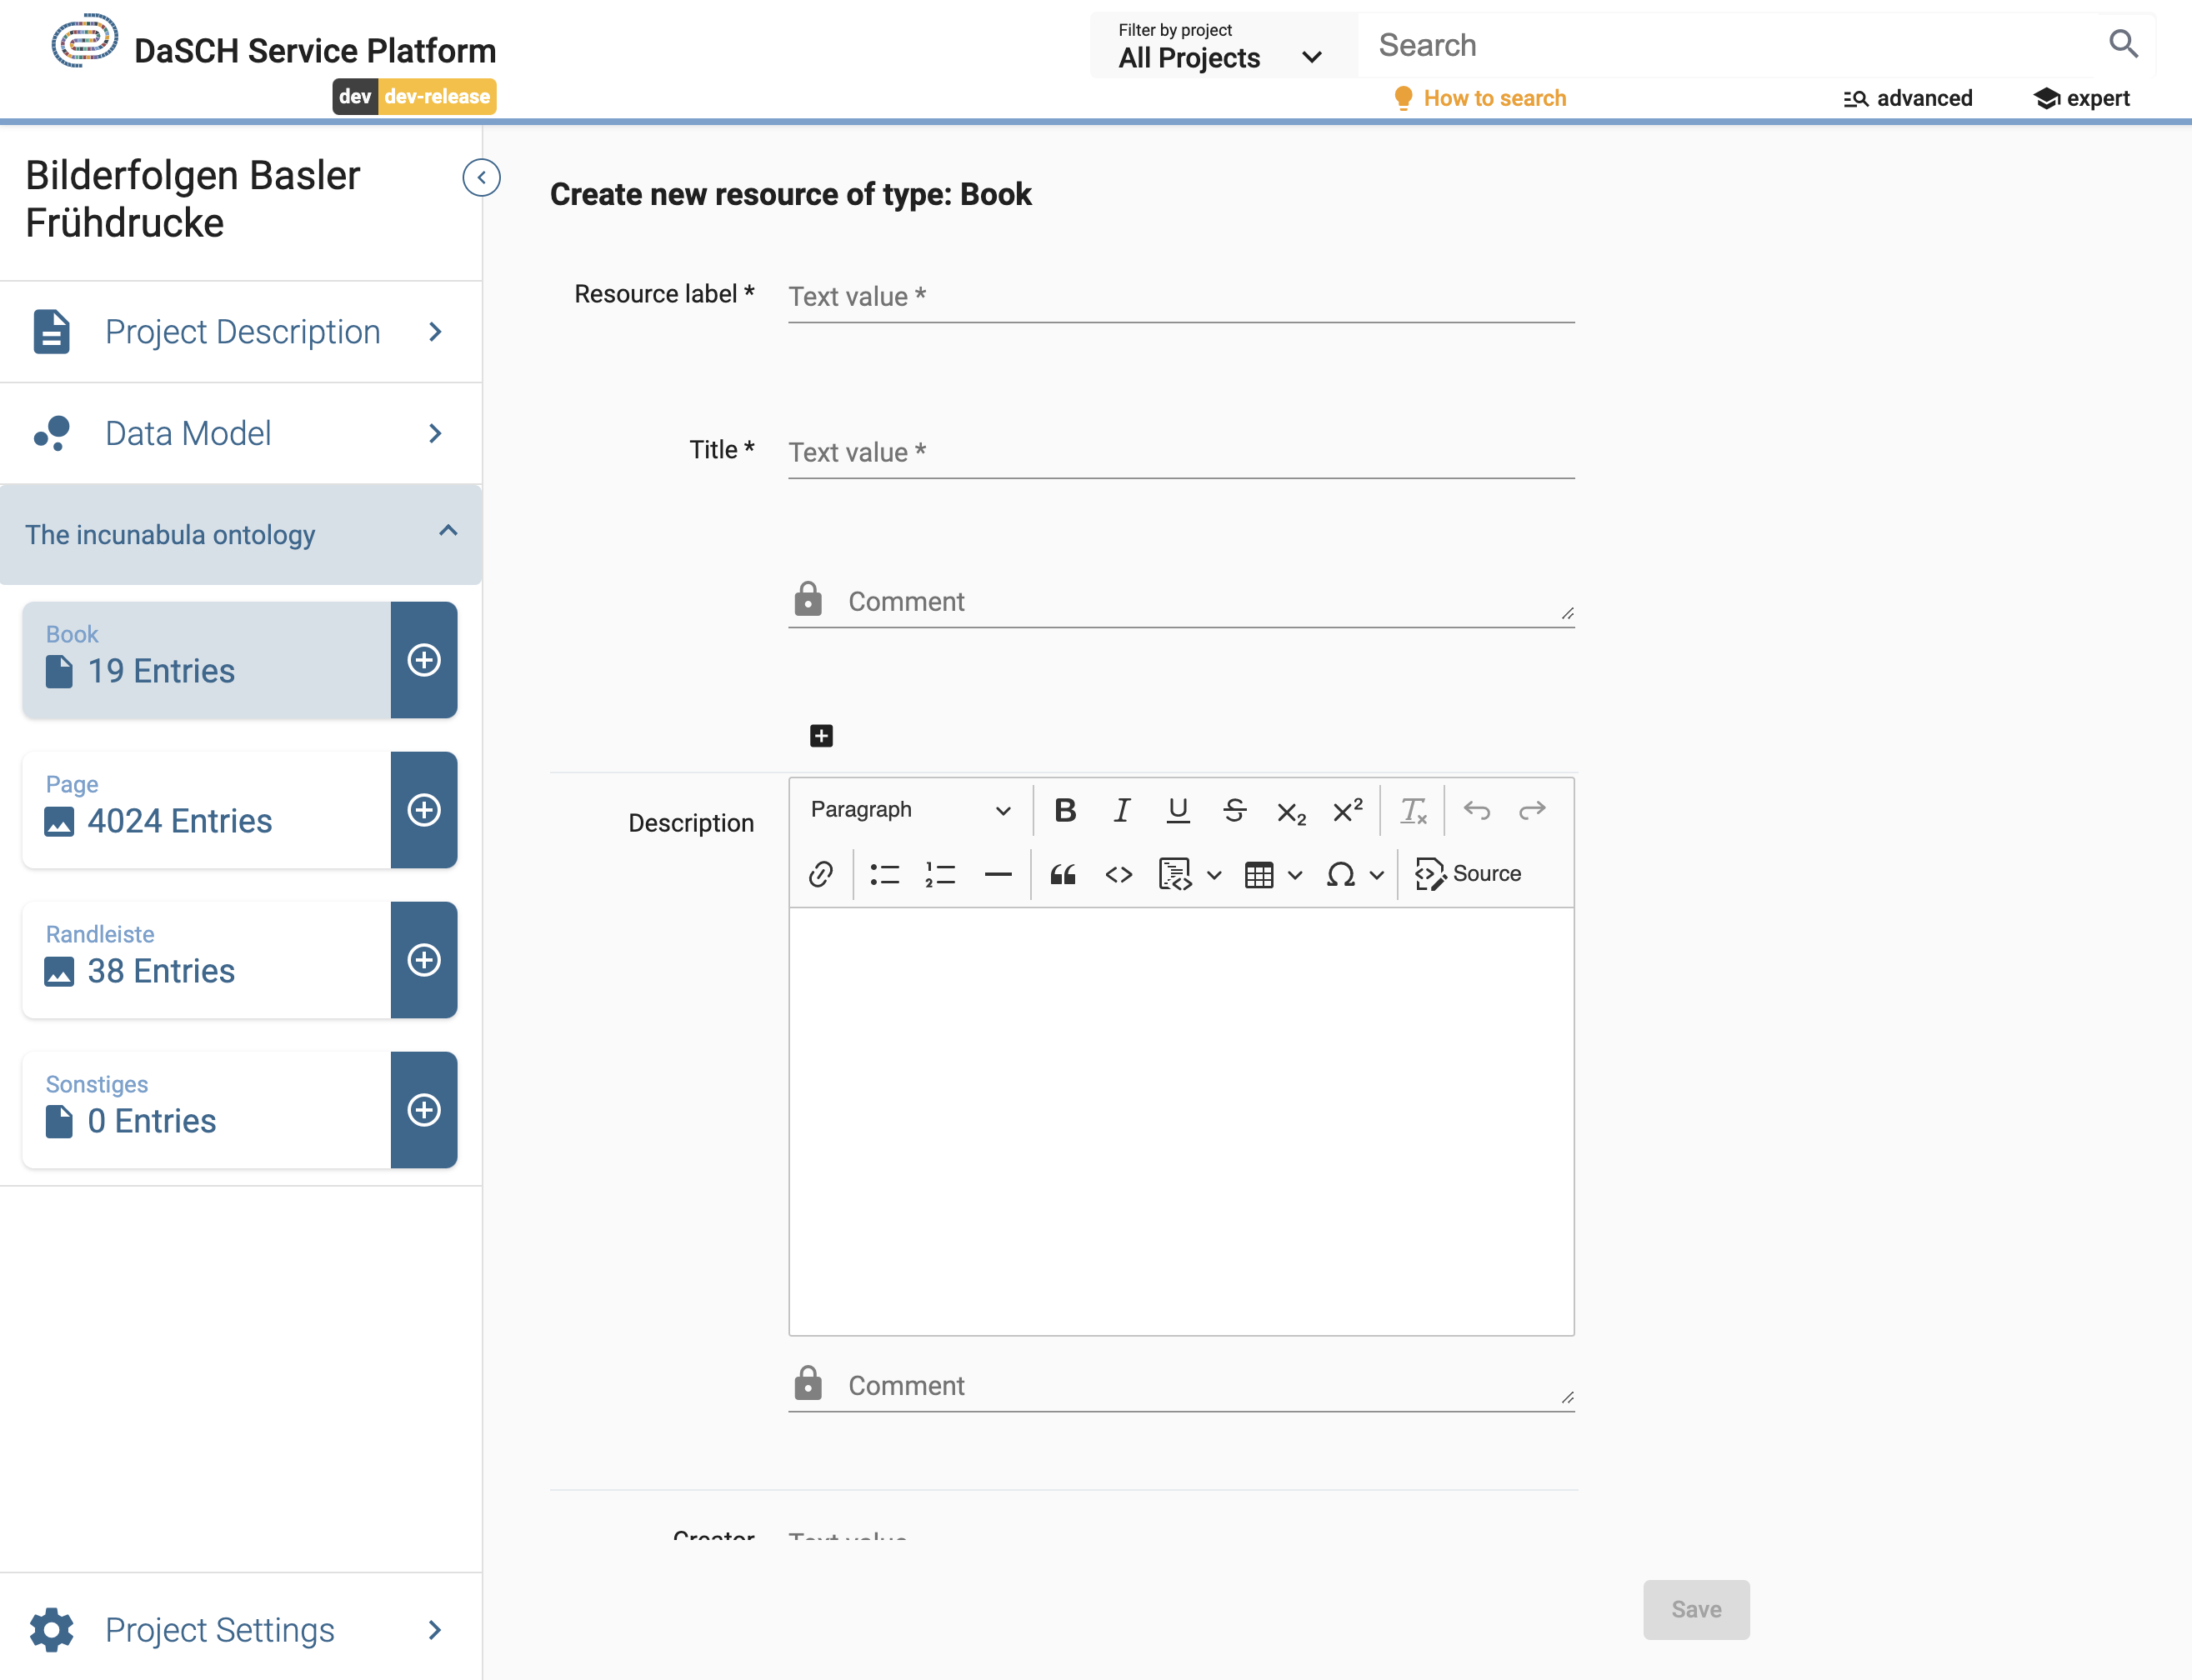 DaSCH Service Platform
dev dev-release
Filter by project
All Projects
Search
How to search
advanced
expert
Bilderfolgen Basler
Frühdrucke
Project Description
Data Model
The incunabula ontology
Book
19 Entries
Page
4024 Entries
Randleiste
38 Entries
Sonstiges
0 Entries
Project Settings
Create new resource of type: Book
Resource label * Text value *
Title * Text value *
Comment
Description
Paragraph
Source
Comment
Creator Text value
Save